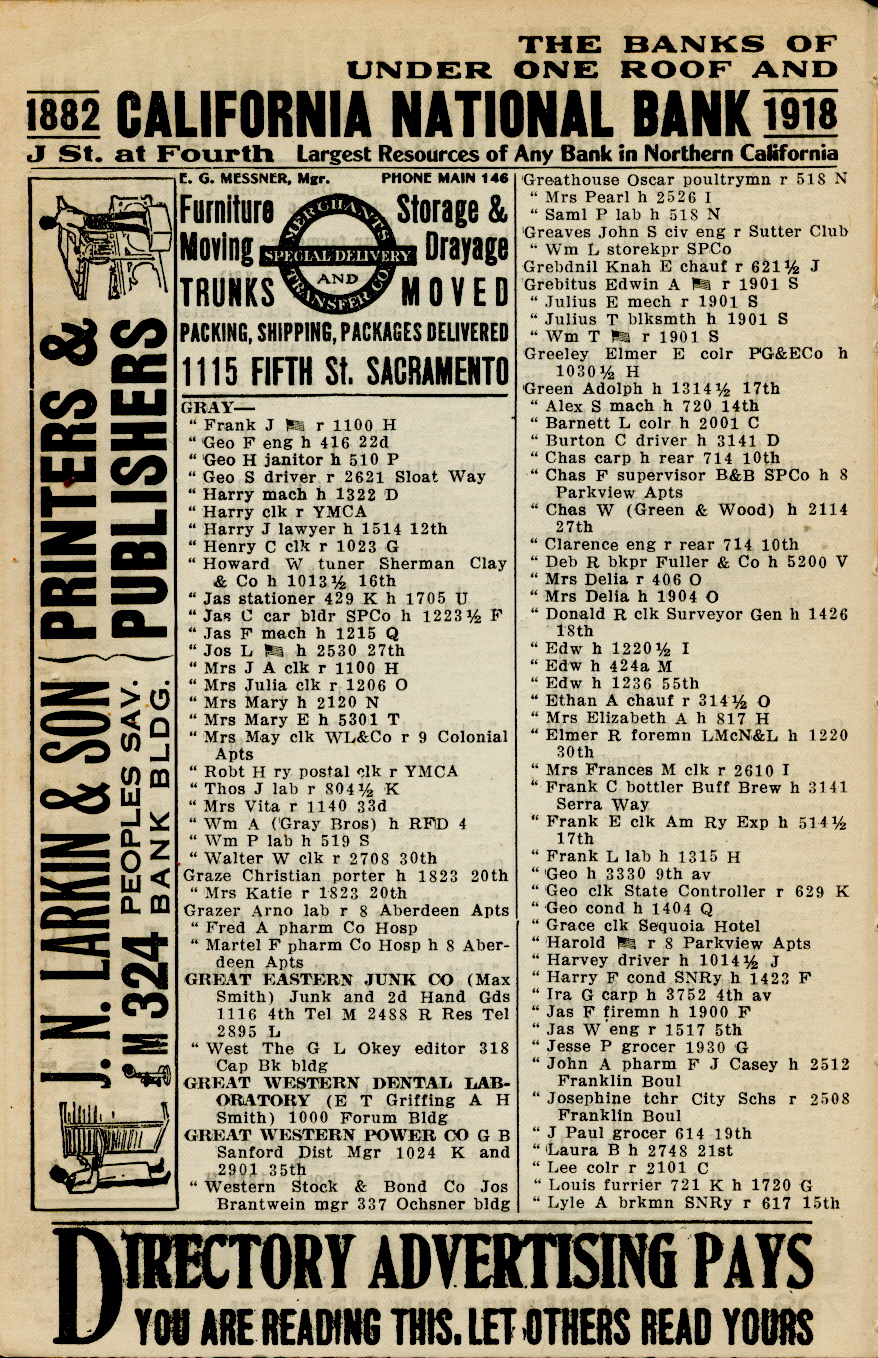 THE BANKS OF
UNDER ONE ROOF AND
1882 CALIFORNIA NATIONAL BANK 1918
J St. at Fourth Largest Resources of Any Bank in Northern California
J. N. LARKIN & SON } PRINTERS &
M 324 PEOPLES SAV. BANK BLDG. } PUBLISHERS
E. G. MESSNER, Mgr. PHONE MAIN 146
Furniture Storage &
Moving Drayage
MERCHANTS
SPECIAL DELIVERY
AND
TRANSFER CO
TRUNKS MOVED
PACKING, SHIPPING, PACKAGES DELIVERED
1115 FIFTH St. SACRAMENTO
GRAY—
“ Frank J r 1100 H
“ Geo F eng h 416 22d
“ Geo H janitor h 510 P
“ Geo S driver r 2621 Sloat Way
“ Harry mach h 1322 D
“ Harry clk r YMCA
“ Harry J lawyer h 1514 12th
“ Henry C clk r 1023 G
“ Howard W tuner Sherman Clay
& Co h 1013½ 16th
“ Jas stationer 429 K h 1705 U
“ Jas C car bldr SPCo h 1223½ F
“ Jas F mach h 1215 Q
“ Jos L h 2530 27th
“ Mrs J A clk r 1100 H
“ Mrs Julia clk r 1206 O
“ Mrs Mary h 2120 N
“ Mrs Mary E h 5301 T
“ Mrs May clk WL&Co r 9 Colonial
Apts
“ Robt H ry postal clk r YMCA
“ Thos J lab r 804½ K
“ Mrs Vita r 1140 33d
“ Wm A (Gray Bros) h RFD 4
“ Wm P lab h 519 S
“ Walter W clk r 2708 30th
Graze Christian porter h 1823 20th
“ Mrs Katie r 1823 20th
Grazer Arno lab r 8 Aberdeen Apts
“ Fred A pharm Co Hosp
“ Martel F pharm Co Hosp h 8 Aber-
deen Apts
GREAT EASTERN JUNK CO (Max
Smith) Junk and 2d Hand Gds
1116 4th Tel M 2488 R Res Tel
2895 L
“ West The G L Okey editor 318
Cap Bk bldg
GREAT WESTERN DENTAL LAB-
ORATORY (E T Griffing A H
Smith) 1000 Forum Bldg
GREAT WESTERN POWER CO G B
Sanford Dist Mgr 1024 K and
2901 35th
“ Western Stock & Bond Co Jos
Brantwein mgr 337 Ochsner bldg
Greathouse Oscar poultrymn r 518 N
“ Mrs Pearl h 2526 I
“ Saml P lab h 518 N
Greaves John S civ eng r Sutter Club
“ Wm L storekpr SPCo
Grebdnil Knah E chauf r 621½ J
Grebitus Edwin A r 1901 S
“ Julius E mech r 1901 S
“ Julius T blksmth h 1901 S
“ Wm T r 1901 S
Greeley Elmer E colr PG&ECo h
1030½ H
Green Adolph h 1314½ 17th
“ Alex S mach h 720 14th
“ Barnett L colr h 2001 C
“ Burton C driver h 3141 D
“ Chas carp h rear 714 10th
“ Chas F supervisor B&B SPCo h 8
Parkview Apts
“ Chas W (Green & Wood) h 2114
27th
“ Clarence eng r rear 714 10th
“ Deb R bkpr Fuller & Co h 5200 V
“ Mrs Delia r 406 O
“ Mrs Delia h 1904 O
“ Donald R clk Surveyor Gen h 1426
18th
“ Edw h 1220½ I
“ Edw h 424a M
“ Edw h 1236 55th
“ Ethan A chauf r 314½ O
“ Mrs Elizabeth A h 817 H
“ Elmer R foremn LMcN&L h 1220
30th
“ Mrs Frances M clk r 2610 I
“ Frank C bottler Buff Brew h 3141
Serra Way
“ Frank E clk Am Ry Exp h 514½
17th
“ Frank L lab h 1315 H
“ Geo h 3330 9th av
“ Geo clk State Controller r 629 K
“ Geo cond h 1404 Q
“ Grace clk Sequoia Hotel
“ Harold r 8 Parkview Apts
“ Harvey driver h 1014½ J
“ Harry F cond SNRy h 1423 F
“ Ira G carp h 3752 4th av
“ Jas F firemn h 1900 F
“ Jas W eng r 1517 5th
“ Jesse P grocer 1930 G
“ John A pharm F J Casey h 2512
Franklin Boul
“ Josephine tchr City Schs r 2508
Franklin Boul
“ J Paul grocer 614 19th
“ Laura B h 2748 21st
“ Lee colr r 2101 C
“ Louis furrier 721 K h 1720 G
“ Lyle A brkmn SNRy r 617 15th
DIRECTORY ADVERTISING PAYS
YOU ARE READING THIS. LET OTHERS READ YOURS